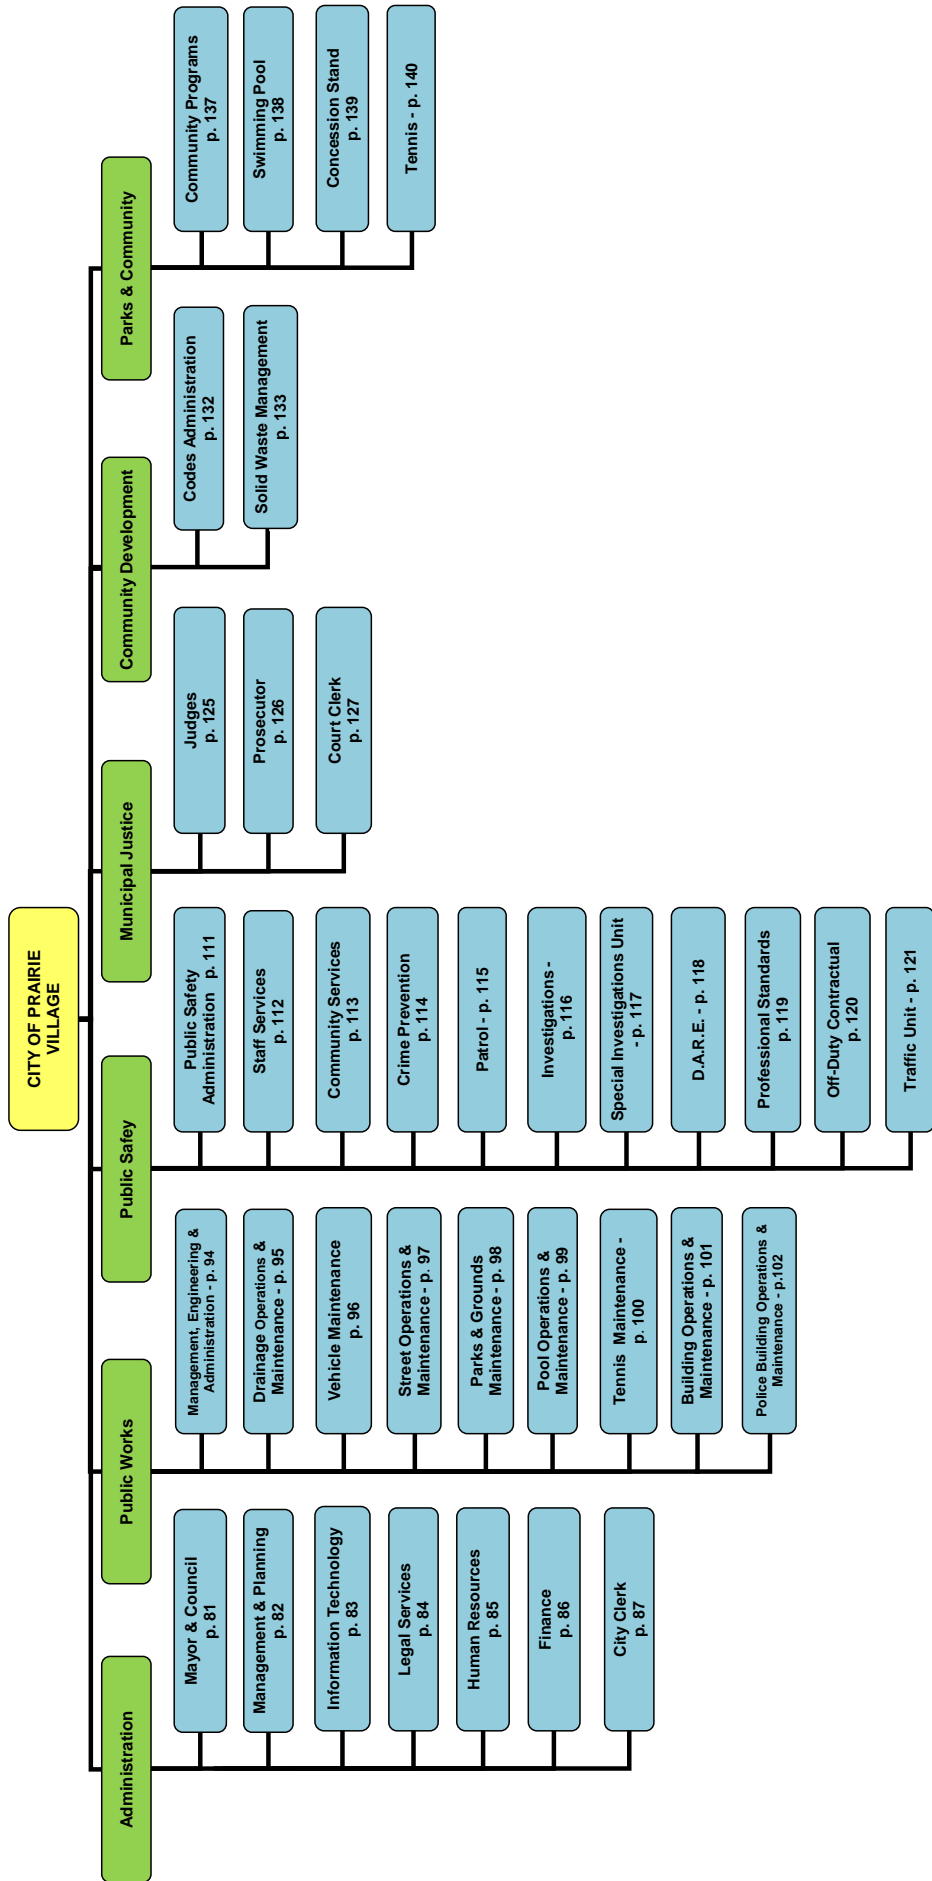 CITY OF PRAIRIE
VILLAGE
Administration
Mayor & Council
p. 81
Management & Planning
p. 82
Information Technology
p. 83
Legal Services
p. 84
Human Resources
p. 85
Finance
p. 86
City Clerk
p. 87
Public Works
Management, Engineering &
Administration - p. 94
Drainage Operations &
Maintenance - p. 95
Vehicle Maintenance
p. 96
Street Operations &
Maintenance - p. 97
Parks & Grounds
Maintenance - p. 98
Pool Operations &
Maintenance - p. 99
Tennis Maintenance -
p. 100
Building Operations &
Maintenance - p. 101
Police Building Operations &
Maintenance - p.102
Public Safey
Public Safety
Administration p. 111
Staff Services
p. 112
Community Services
p. 113
Crime Prevention
p. 114
Patrol - p. 115
Investigations -
p. 116
Special Investigations Unit
- p. 117
D.A.R.E. - p. 118
Professional Standards
p. 119
Off-Duty Contractual
p. 120
Traffic Unit - p. 121
Municipal Justice
Judges
p. 125
Prosecutor
p. 126
Court Clerk
p. 127
Community Development
Codes Administration
p. 132
Solid Waste Management
p. 133
Parks & Community
Community Programs
p. 137
Swimming Pool
p. 138
Concession Stand
p. 139
Tennis - p. 140